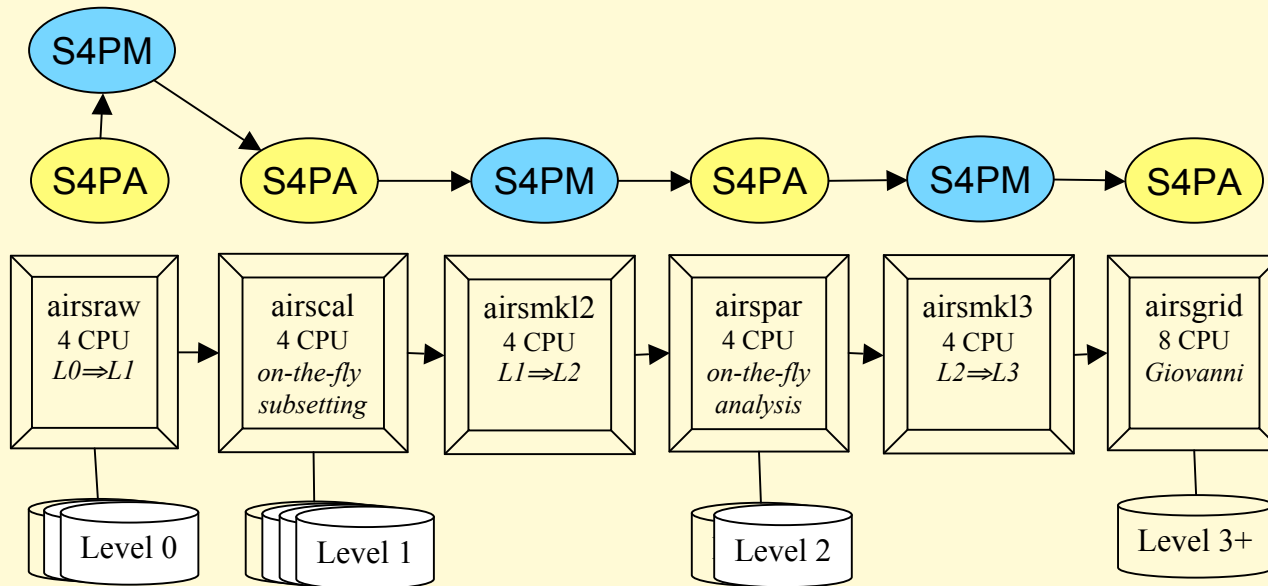 S4PM
S4PA
S4PA
S4PM
S4PA
S4PM
S4PA
airsraw
4 CPU
L0⇒L1
airscal
4 CPU
on-the-fly
subsetting
airsmkl2
4 CPU
L1⇒L2
airspar
4 CPU
on-the-fly
analysis
airsmkl3
4 CPU
L2⇒L3
airsgrid
8 CPU
Giovanni
Level 0
Level 1
Level 2
Level 3+